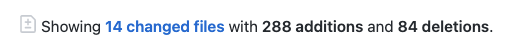 Showing 14 changed files with 288 additions and 84 deletions.